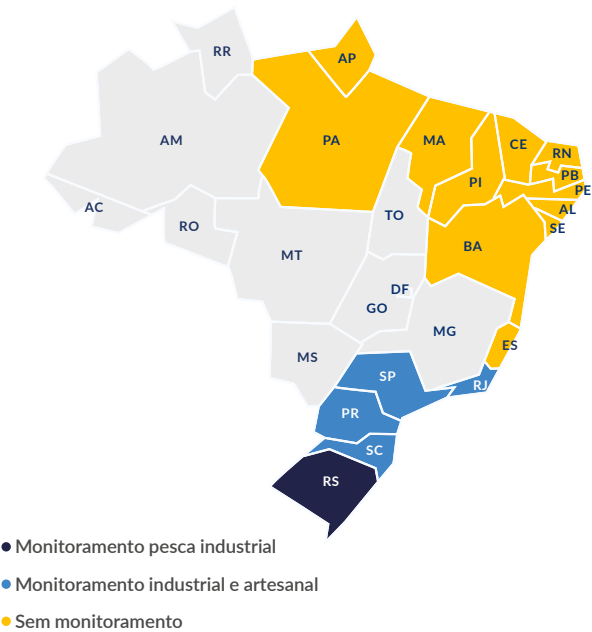 RR
AP
AM
PA
MA
CE
RN
PB
PE
PI
AL
SE
AC
RO
TO
BA
MT
DF
GO
MG
ES
MS
SP
RJ
PR
SC
RS
Monitoramento pesca industrial
Monitoramento industrial e artesanal
Sem monitoramento